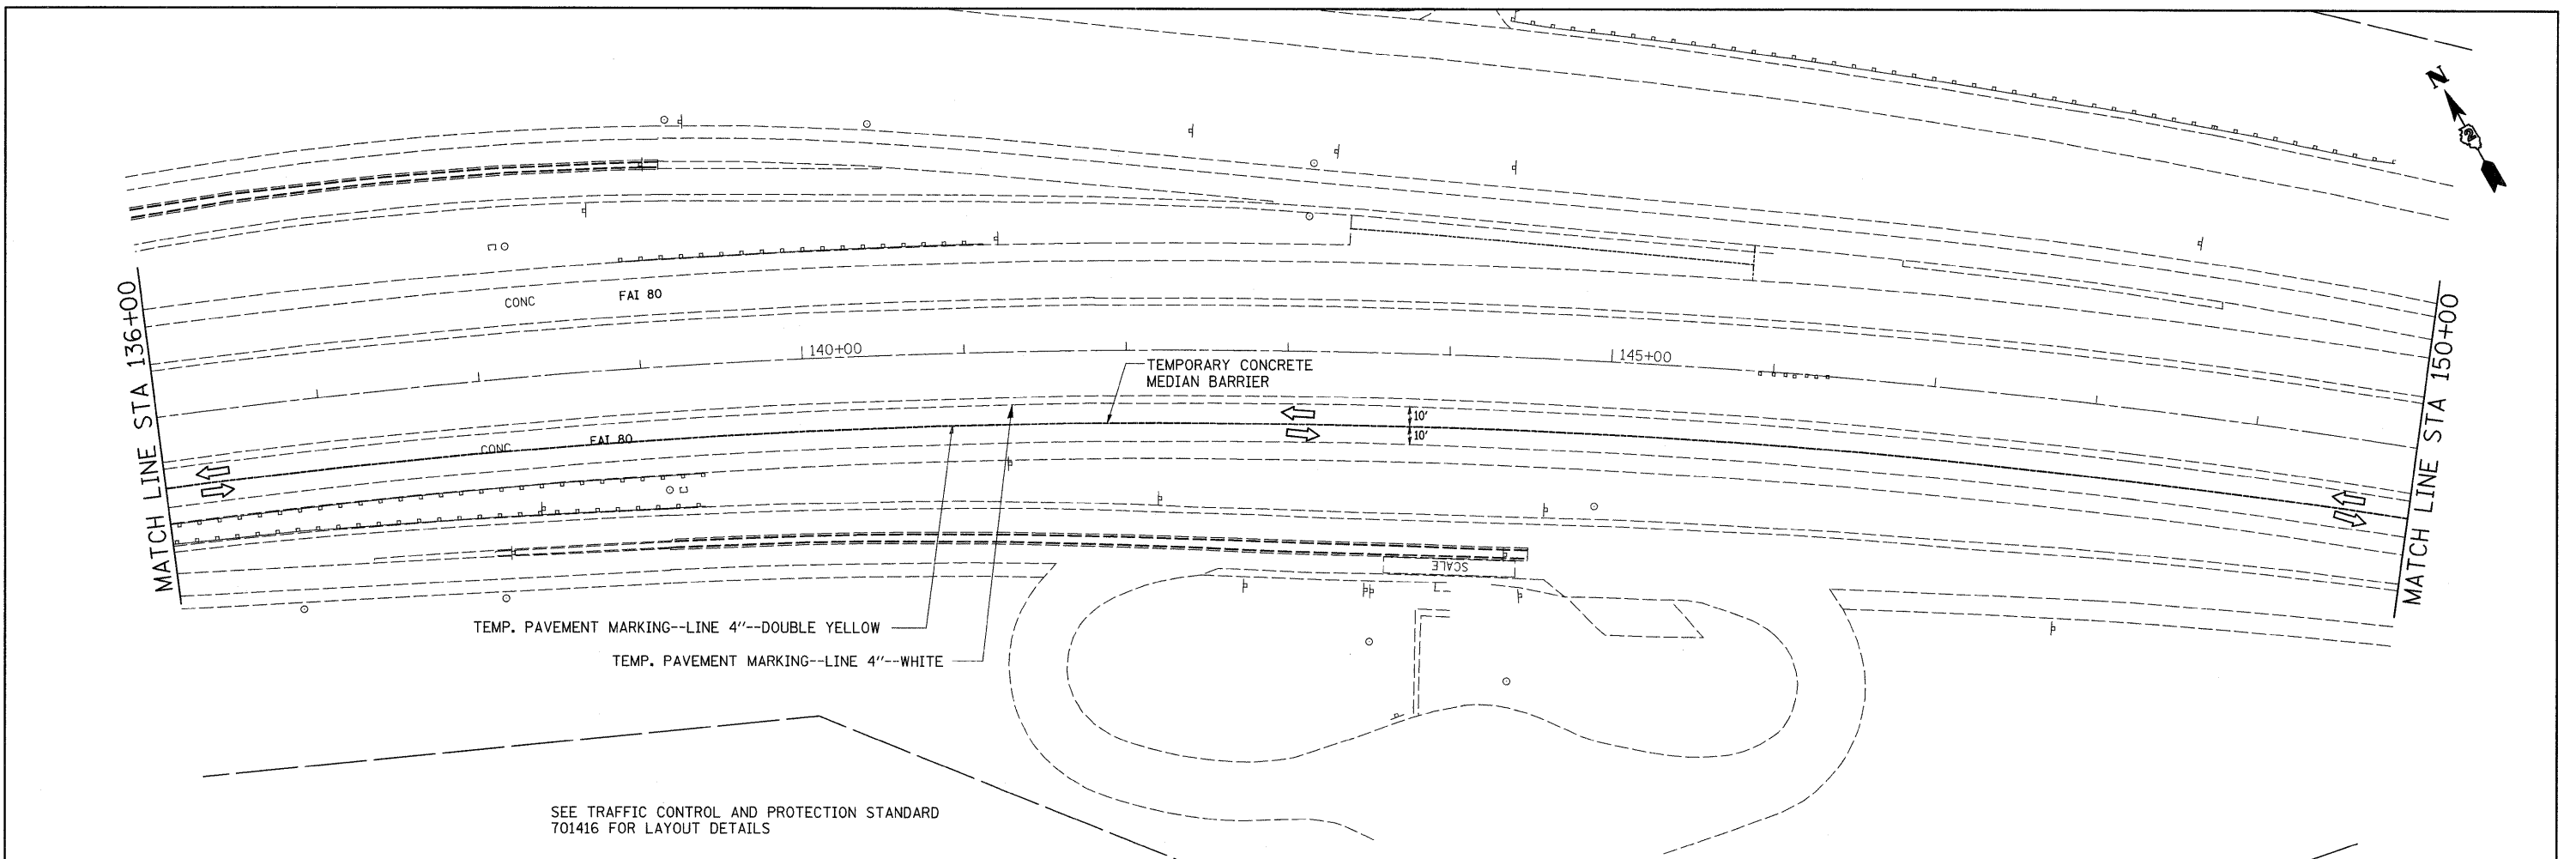 N
2
MATCH LINE STA 136+00
CONC
FAI 80
140+00
145+00
TEMPORARY CONCRETE
MEDIAN BARRIER
10'
10'
CONC
FAI 80
MATCH LINE STA 150+00
SCALE
TEMP. PAVEMENT MARKING--LINE 4"--DOUBLE YELLOW
TEMP. PAVEMENT MARKING--LINE 4"--WHITE
SEE TRAFFIC CONTROL AND PROTECTION STANDARD
701416 FOR LAYOUT DETAILS